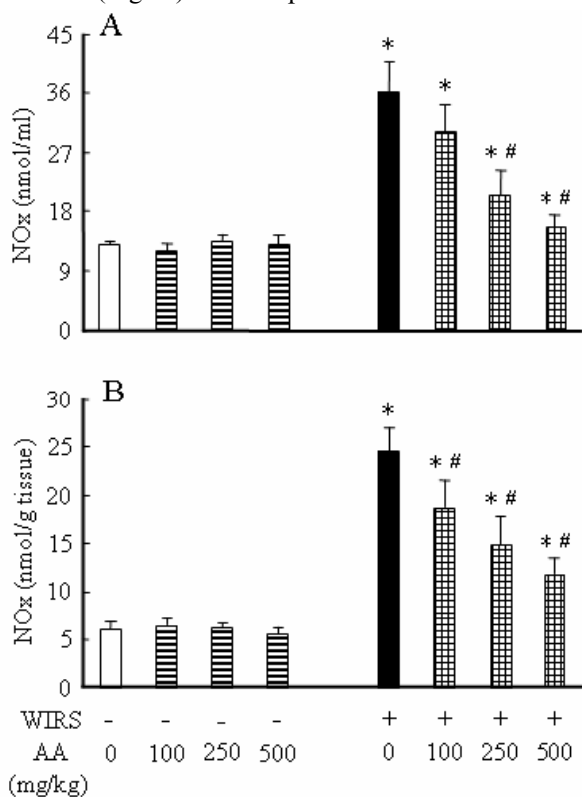 A
NOx (nmol/ml)
45
36
27
18
9
0
* * * # * #
B
NOx (nmol/g tissue)
30
25
20
15
10
5
0
* * # * # * #
WIRS - - - - + + + +
AA 0 100 250 500 0 100 250 500
(mg/kg)